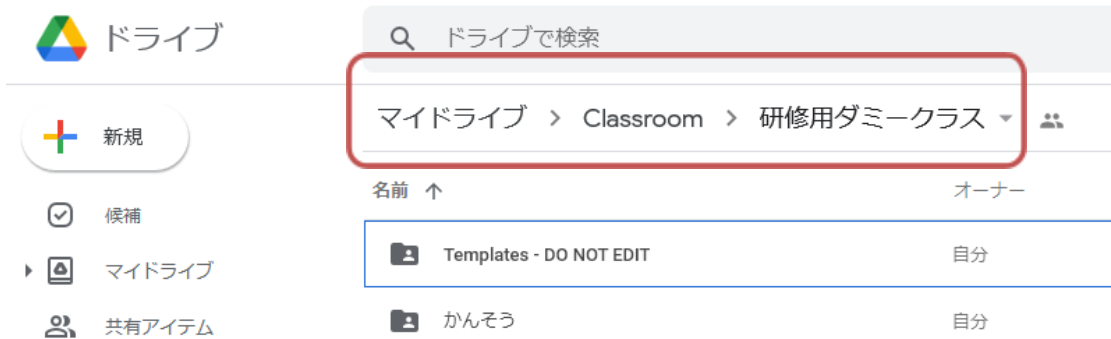 ドライブ
ドライブで検索
マイドライブ > Classroom > 研修用ダミークラス
新規
名前 ↑ オーナー
候補
Templates - DO NOT EDIT 自分
マイドライブ
かんそう 自分
共有アイテム